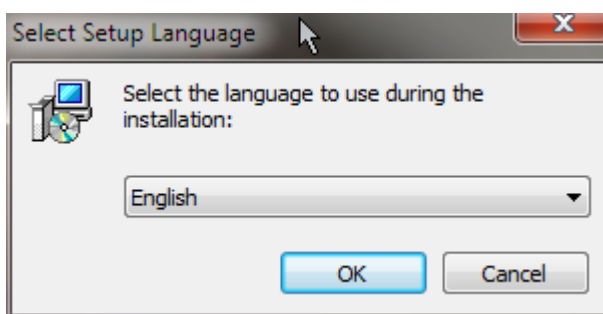 Select Setup Language
Select the language to use during the
installation:
English
OK
Cancel